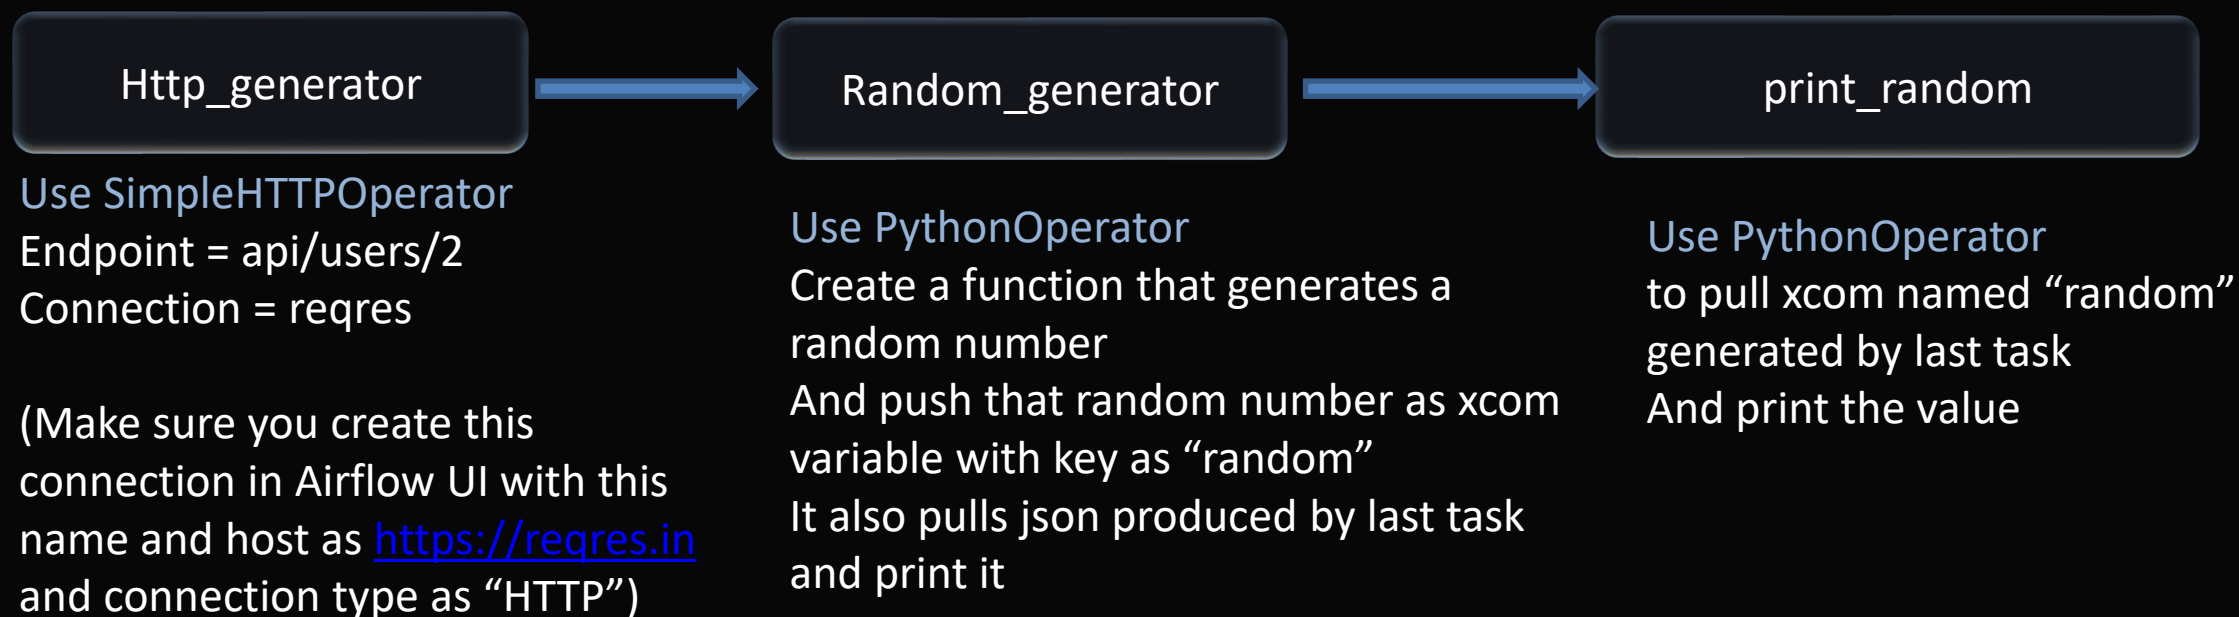 Http_generator
Use SimpleHTTPOperator
Endpoint = api/users/2
Connection = reqres
(Make sure you create this
connection in Airflow UI with this
name and host as https://reqres.in
and connection type as “HTTP”)
Random_generator
Use PythonOperator
Create a function that generates a
random number
And push that random number as xcom
variable with key as “random”
It also pulls json produced by last task
and print it
print_random
Use PythonOperator
to pull xcom named “random”
generated by last task
And print the value